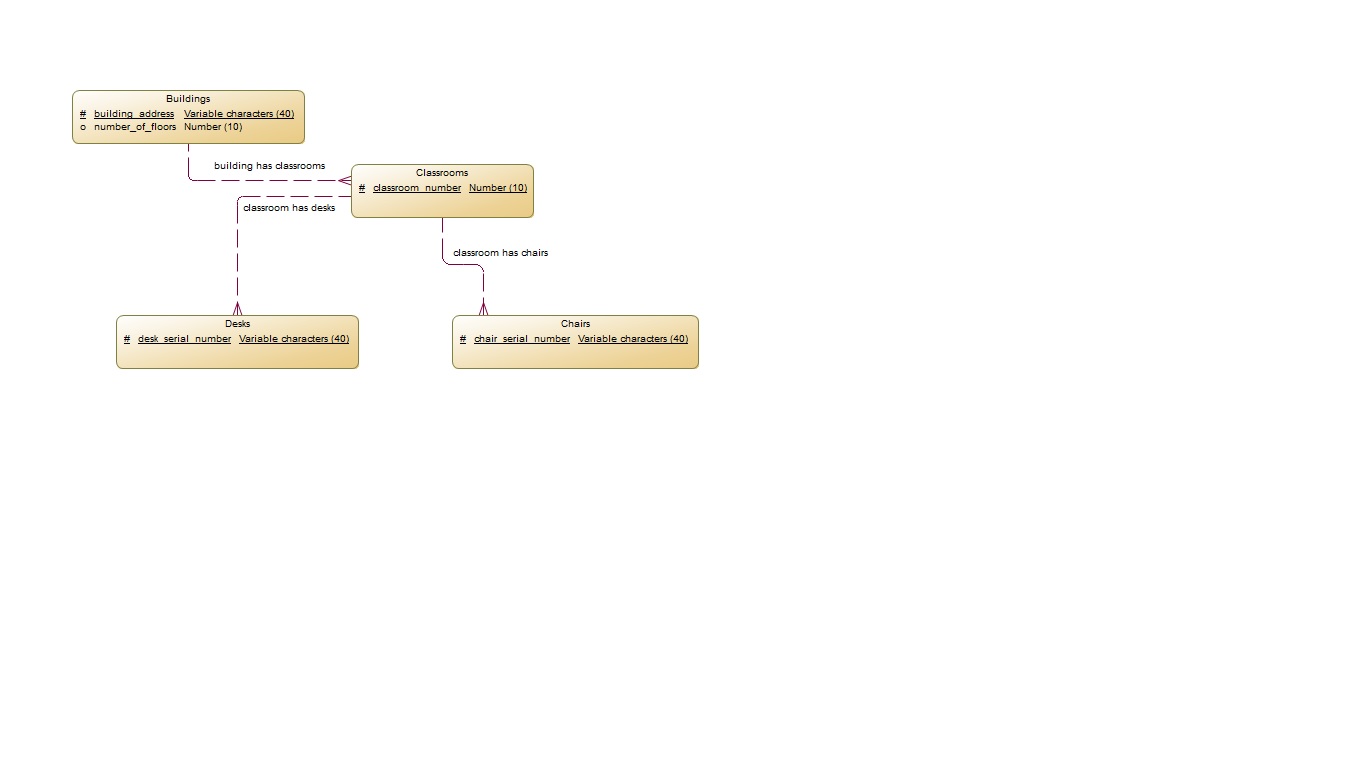 Buildings
# building_address Variable characters (40)
o number_of_floors Number (10)
building has classrooms
Classrooms
# classroom_number Number (10)
classroom has desks
classroom has chairs
Desks
# desk_serial_number Variable characters (40)
Chairs
# chair_serial_number Variable characters (40)